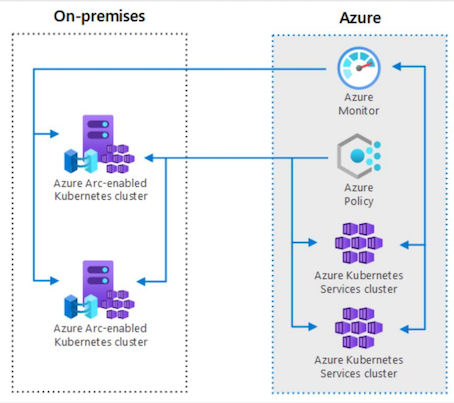 On-premises
Azure
Azure
Monitor
Azure Arc-enabled
Kubernetes cluster
Azure
Policy
Azure Kubernetes
Services cluster
Azure Arc-enabled
Kubernetes cluster
Azure Kubernetes
Services cluster